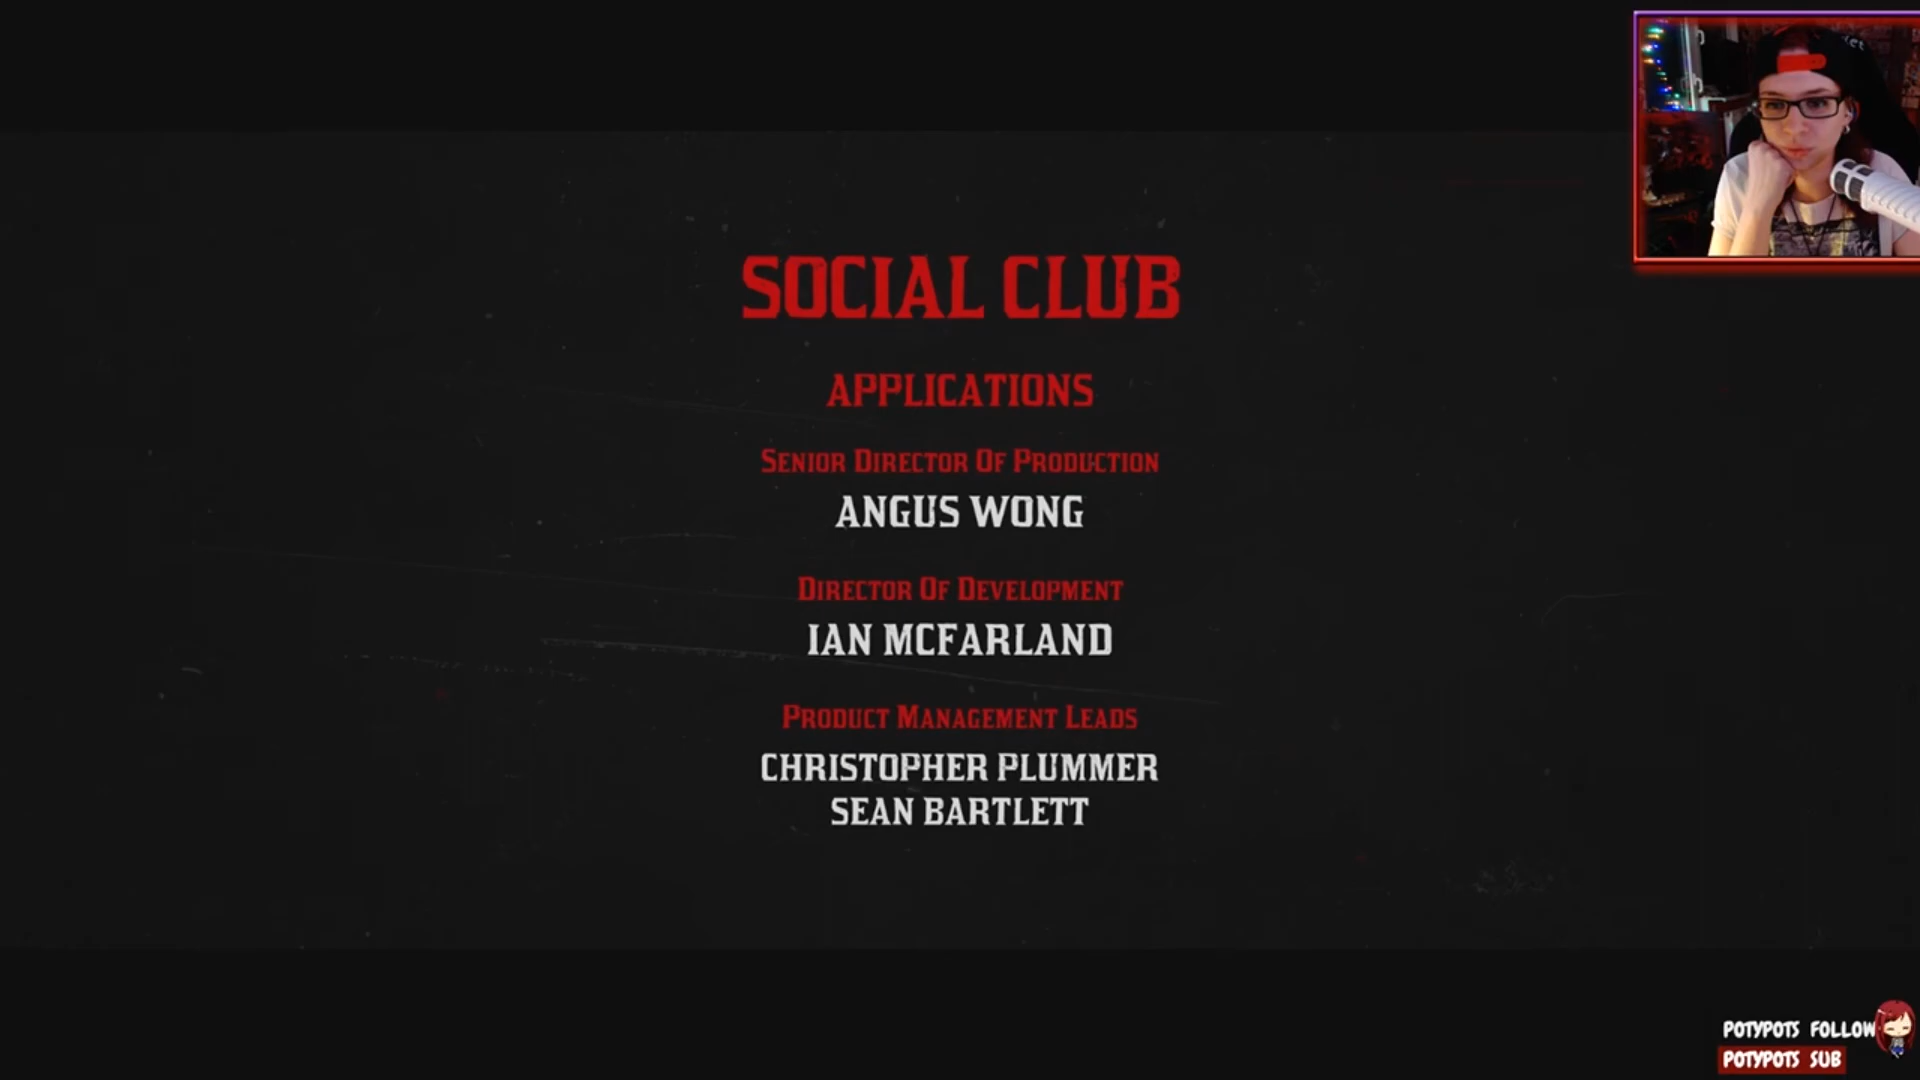 SOCIAL CLUB
APPLICATIONS
SENIOR DIRECTOR OF PRODUCTION
ANGUS WONG
DIRECTOR OF DEVELOPMENT
IAN MCFARLAND
PRODUCT MANAGEMENT LEADS
CHRISTOPHER PLUMMER
SEAN BARTLETT
POTYPOTS FOLLOW
POTYPOTS SUB